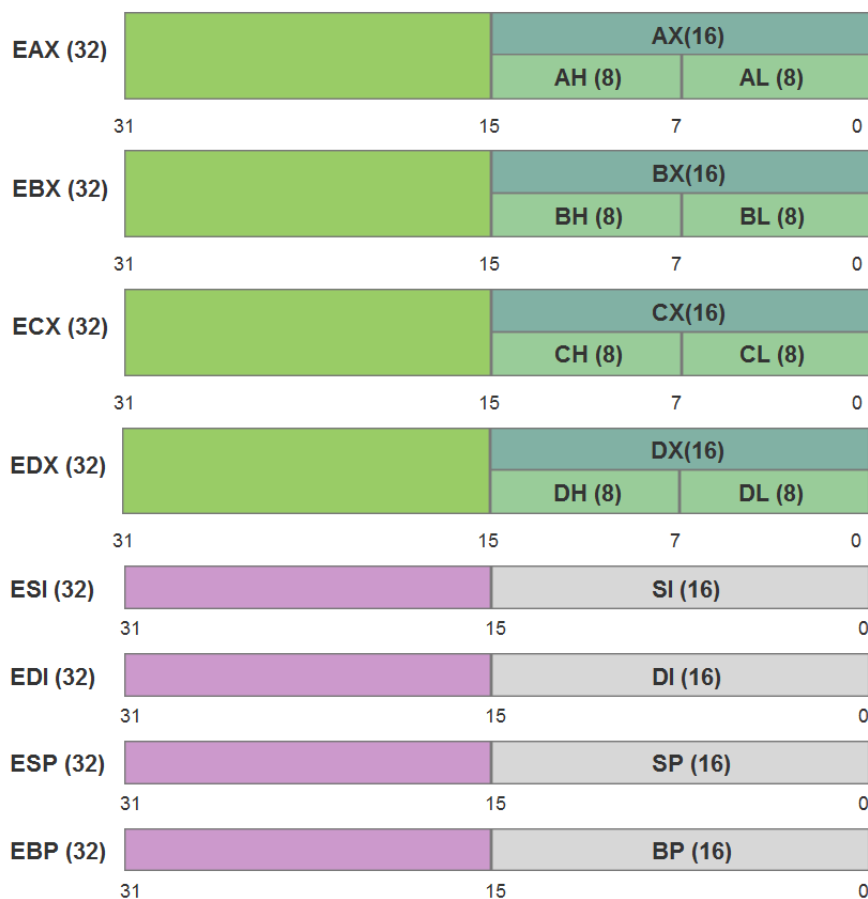 EAX (32)
AX(16)
AH (8) AL (8)
31 15 7 0
EBX (32)
BX(16)
BH (8) BL (8)
31 15 7 0
ECX (32)
CX(16)
CH (8) CL (8)
31 15 7 0
EDX (32)
DX(16)
DH (8) DL (8)
31 15 7 0
ESI (32) SI (16)
31 15 0
EDI (32) DI (16)
31 15 0
ESP (32) SP (16)
31 15 0
EBP (32) BP (16)
31 15 0